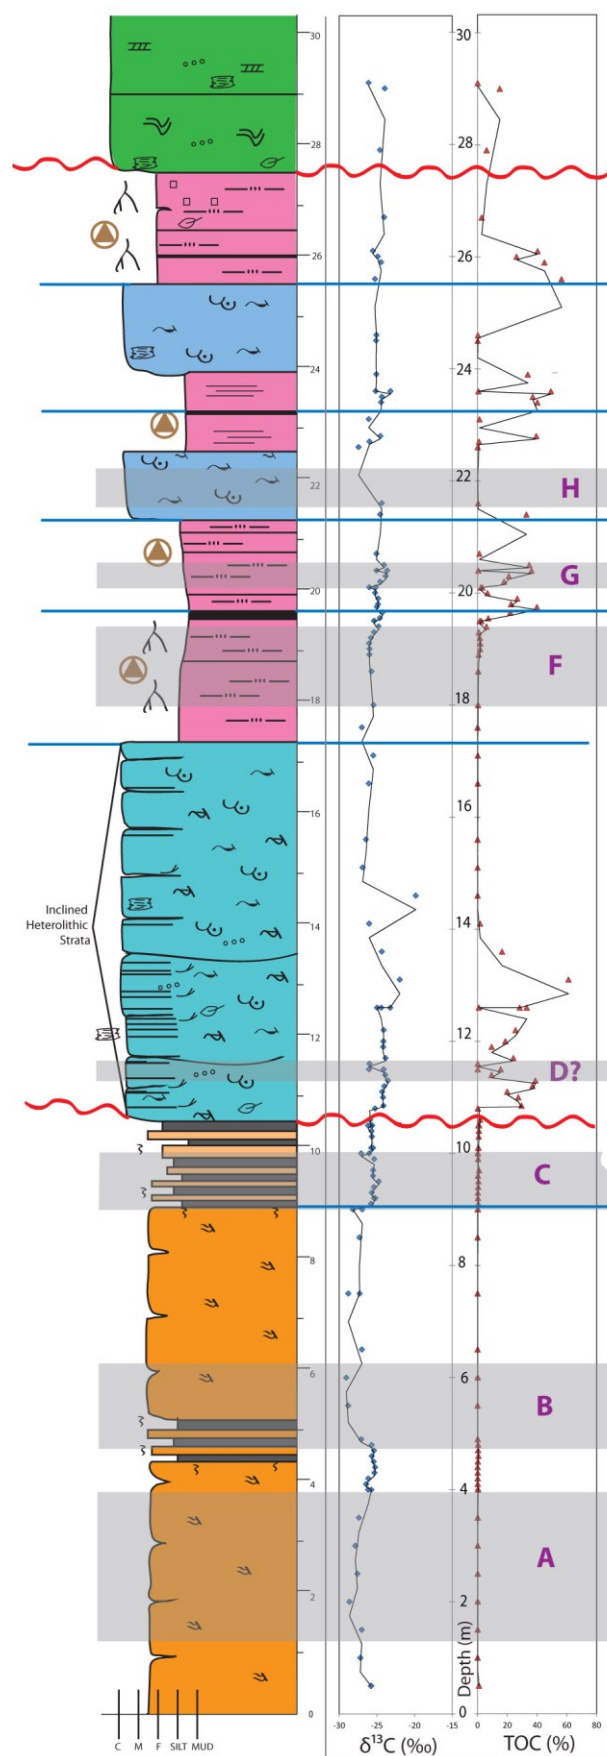 30
30
28
28
26
26
24
24
22
H
22
20
G
20
F
18
18
16
16
Inclined
Heterolithic
Strata
14
14
12
12
D?
10
10
C
8
8
6
6
B
4
4
A
2
2
0
0 Depth (m)
C M F SILT MUD
-30 -25 -20 -15
0 20 40 60 80
δ¹³C (‰)
TOC (%)